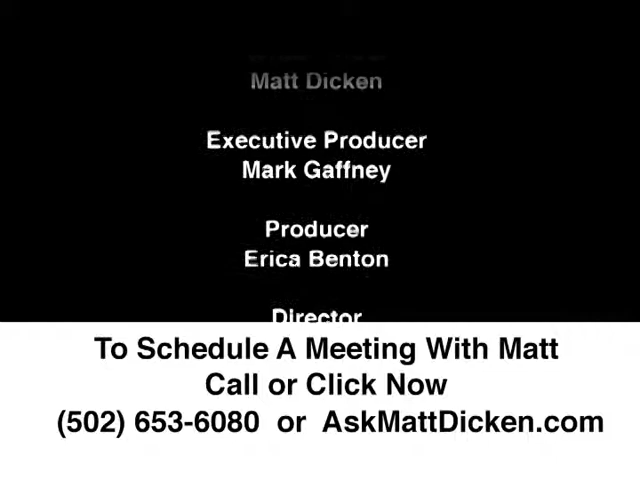 Matt Dicken
Executive Producer
Mark Gaffney
Producer
Erica Benton
Director
To Schedule A Meeting With Matt
Call or Click Now
(502) 653-6080 or AskMattDicken.com